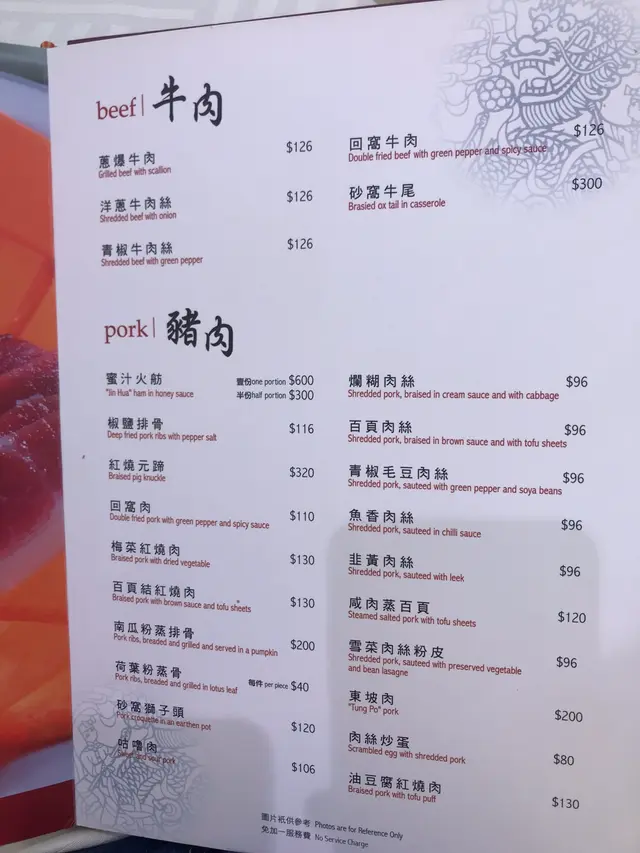 beef | 牛肉
蔥爆牛肉 $126
Grilled beef with scallion
洋蔥牛肉絲 $126
Shredded beef with onion
青椒牛肉絲 $126
Shredded beef with green pepper
回窩牛肉 $126
Double fried beef with green pepper and spicy sauce
砂窩牛尾 $300
Brasied ox tail in casserole
pork | 豬肉
蜜汁火舫 壹份one portion $600
"Jin Hua" ham in honey sauce 半份half portion $300
椒鹽排骨 $116
Deep fried pork ribs with pepper salt
紅燒元蹄 $320
Braised pig knuckle
回窩肉 $110
Double fried pork with green pepper and spicy sauce
梅菜紅燒肉 $130
Braised pork with dried vegetable
百頁結紅燒肉 $130
Braised pork with brown sauce and tofu sheets
南瓜粉蒸排骨 $200
Pork ribs, breaded and grilled and served in a pumpkin
荷葉粉蒸骨 每件 per piece $40
Pork ribs, breaded and grilled in lotus leaf
砂窩獅子頭 $120
Pork croquette in an earthen pot
咕嚕肉 $106
Sweet and sour pork
爛糊肉絲 $96
Shredded pork, braised in cream sauce and with cabbage
百頁肉絲 $96
Shredded pork, braised in brown sauce and with tofu sheets
青椒毛豆肉絲 $96
Shredded pork, sauteed with green pepper and soya beans
魚香肉絲 $96
Shredded pork, sauteed in chilli sauce
韭黃肉絲 $96
Shredded pork, sauteed with leek
咸肉蒸百頁 $120
Steamed salted pork with tofu sheets
雪菜肉絲粉皮 $96
Shredded pork, sauteed with preserved vegetable
and bean lasagne
東坡肉 $200
"Tung Po" pork
肉絲炒蛋 $80
Scrambled egg with shredded pork
油豆窩紅燒肉 $130
Braised pork with tofu puff
圖片祇供參考 Photos are for Reference Only
免加一服務費 No Service Charge